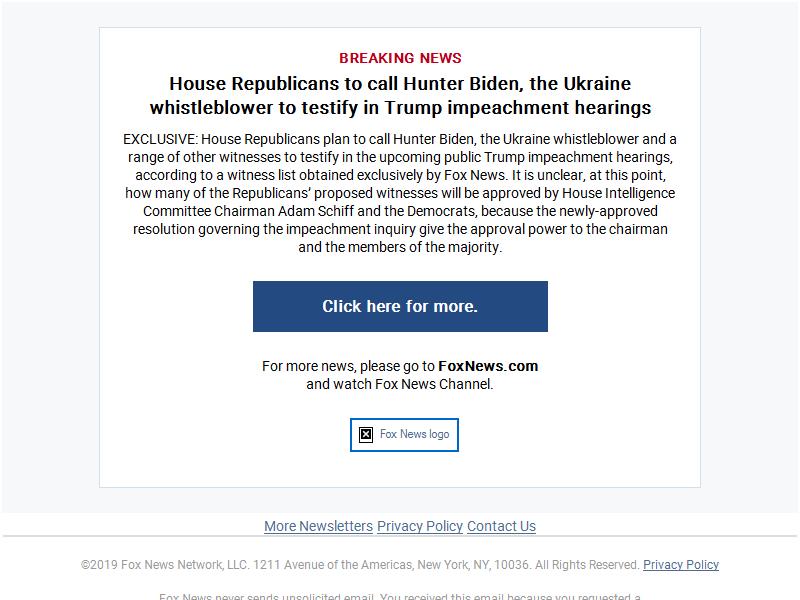 BREAKING NEWS
House Republicans to call Hunter Biden, the Ukraine
whistleblower to testify in Trump impeachment hearings
EXCLUSIVE: House Republicans plan to call Hunter Biden, the Ukraine whistleblower and a
range of other witnesses to testify in the upcoming public Trump impeachment hearings,
according to a witness list obtained exclusively by Fox News. It is unclear, at this point,
how many of the Republicans' proposed witnesses will be approved by House Intelligence
Committee Chairman Adam Schiff and the Democrats, because the newly-approved
resolution governing the impeachment inquiry give the approval power to the chairman
and the members of the majority.
Click here for more.
For more news, please go to FoxNews.com
and watch Fox News Channel.
Fox News logo
More Newsletters Privacy Policy Contact Us
©2019 Fox News Network, LLC. 1211 Avenue of the Americas, New York, NY, 10036. All Rights Reserved. Privacy Policy
Fox News never sends unsolicited email. You received this email because you requested a